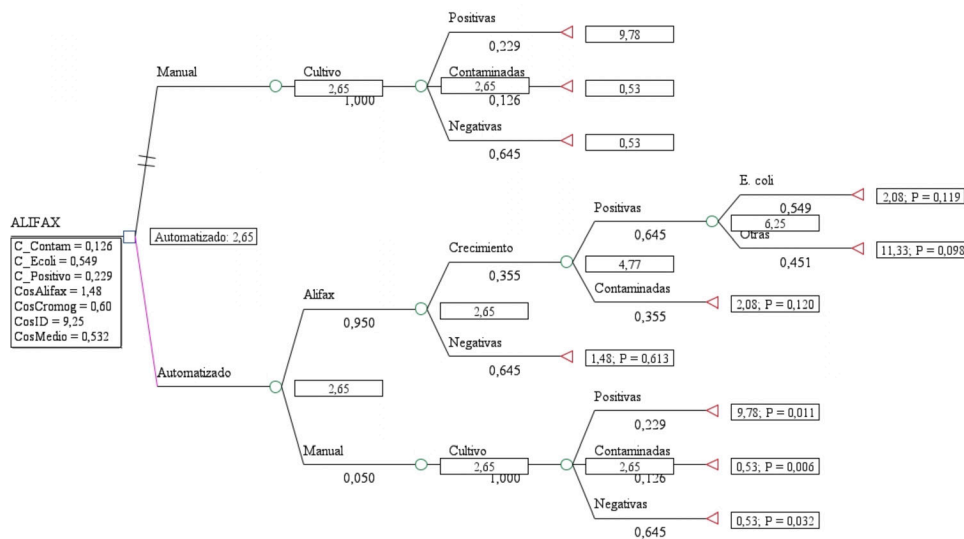 Positivas
0,229
9,78
Manual
Cultivo
2,65
1,000
Contaminadas
2,65
0,126
0,53
Negativas
0,645
0,53
ALIFAX
C_Contam = 0,126
C_Ecoli = 0,549
C_Positivo = 0,229
CosAlifax = 1,48
CosCromog = 0,60
CosID = 9,25
CosMedio = 0,532
Automatizado: 2,65
E. coli
0,549
2,08; P = 0,119
Positivas
0,645
6,25
Otras
0,451
11,33; P = 0,098
Crecimiento
0,355
4,77
Contaminadas
0,355
2,08; P = 0,120
Alifax
0,950
2,65
Negativas
0,645
1,48; P = 0,613
Automatizado
2,65
Positivas
0,229
9,78; P = 0,011
Manual
0,050
Cultivo
2,65
1,000
Contaminadas
2,65
0,126
0,53; P = 0,006
Negativas
0,645
0,53; P = 0,032